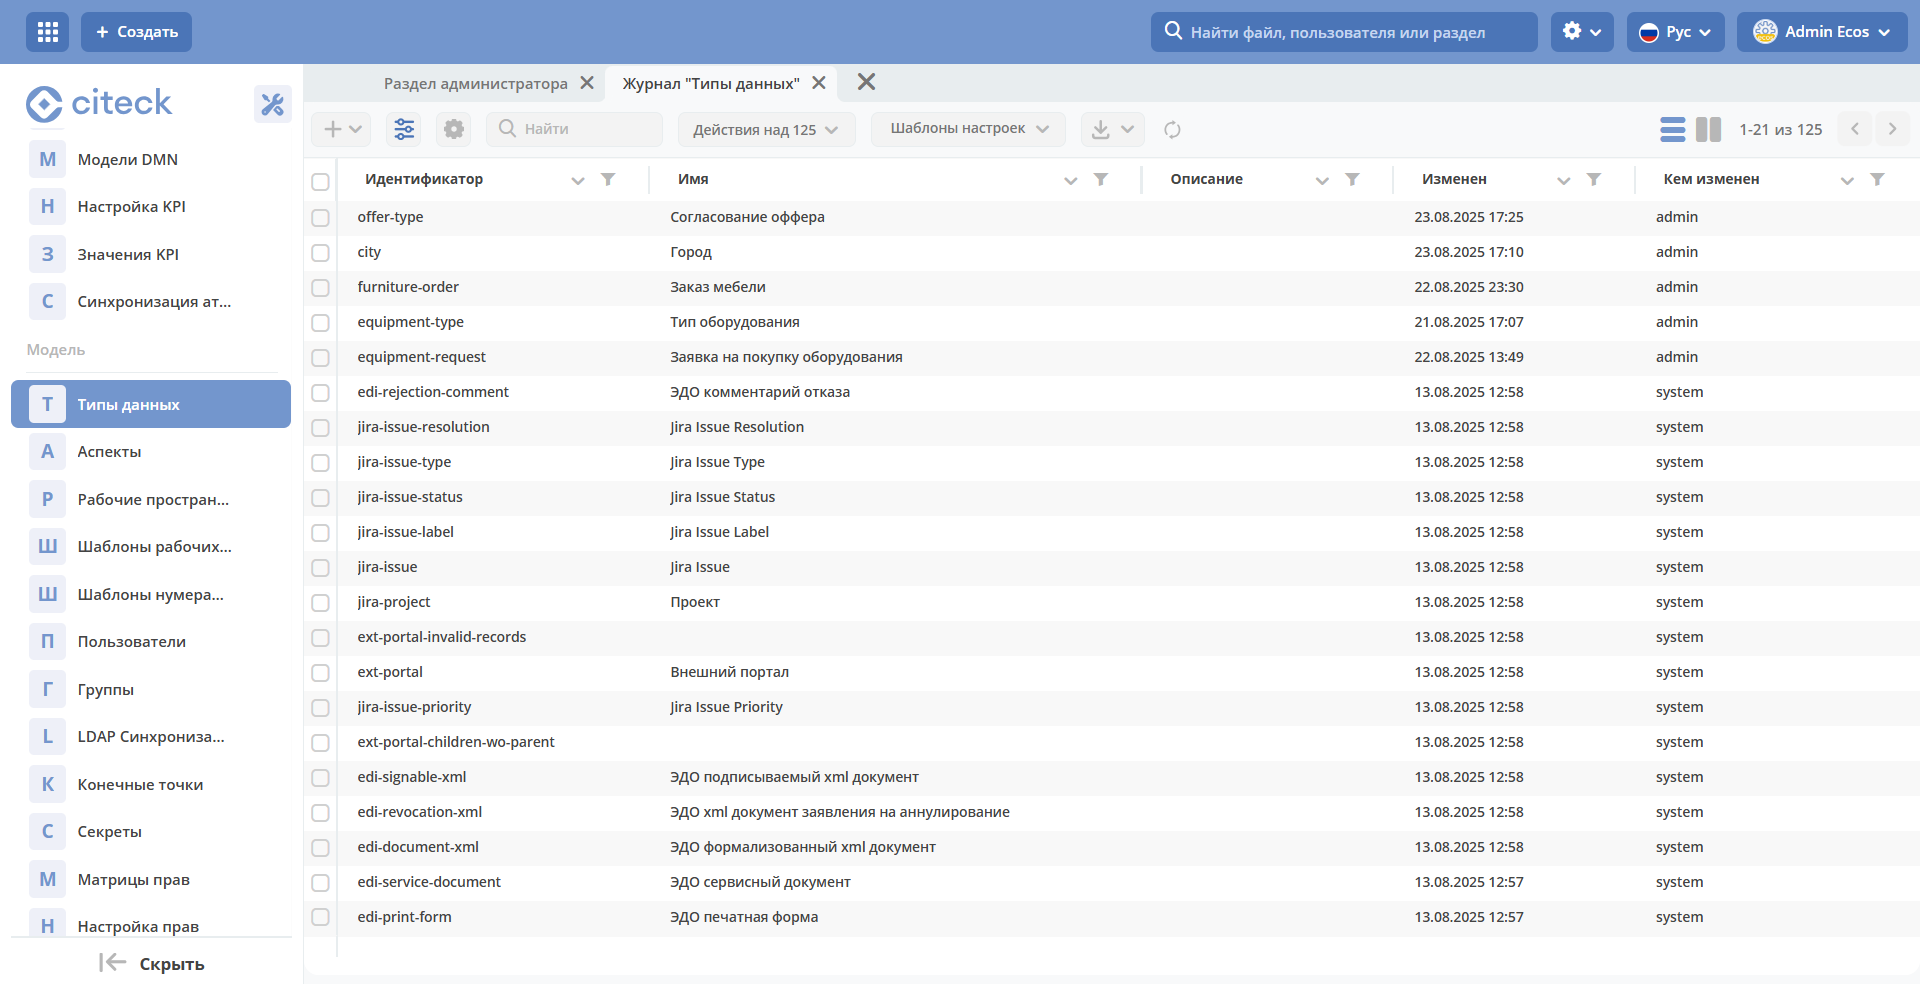 Создать
Найти файл, пользователя или раздел
Рус
Admin Ecos
citeck
Раздел администратора
Журнал "Типы данных"
Найти
Действия над 125
Шаблоны настроек
1-21 из 125
М Модели DMN
Н Настройка KPI
З Значения KPI
С Синхронизация ат...
Модель
Т Типы данных
А Аспекты
Р Рабочие простран...
Ш Шаблоны рабочих...
Ш Шаблоны нумера...
П Пользователи
Г Группы
L LDAP Синхрониза...
К Конечные точки
С Секреты
М Матрицы прав
Н Настройка прав
Скрыть
Идентификатор Имя Описание Изменен Кем изменен
offer-type Согласование оффера 23.08.2025 17:25 admin
city Город 23.08.2025 17:10 admin
furniture-order Заказ мебели 22.08.2025 23:30 admin
equipment-type Тип оборудования 21.08.2025 17:07 admin
equipment-request Заявка на покупку оборудования 22.08.2025 13:49 admin
edi-rejection-comment ЭДО комментарий отказа 13.08.2025 12:58 system
jira-issue-resolution Jira Issue Resolution 13.08.2025 12:58 system
jira-issue-type Jira Issue Type 13.08.2025 12:58 system
jira-issue-status Jira Issue Status 13.08.2025 12:58 system
jira-issue-label Jira Issue Label 13.08.2025 12:58 system
jira-issue Jira Issue 13.08.2025 12:58 system
jira-project Проект 13.08.2025 12:58 system
ext-portal-invalid-records 13.08.2025 12:58 system
ext-portal Внешний портал 13.08.2025 12:58 system
jira-issue-priority Jira Issue Priority 13.08.2025 12:58 system
ext-portal-children-wo-parent 13.08.2025 12:58 system
edi-signable-xml ЭДО подписываемый xml документ 13.08.2025 12:58 system
edi-revocation-xml ЭДО xml документ заявления на аннулирование 13.08.2025 12:58 system
edi-document-xml ЭДО формализованный xml документ 13.08.2025 12:58 system
edi-service-document ЭДО сервисный документ 13.08.2025 12:57 system
edi-print-form ЭДО печатная форма 13.08.2025 12:57 system